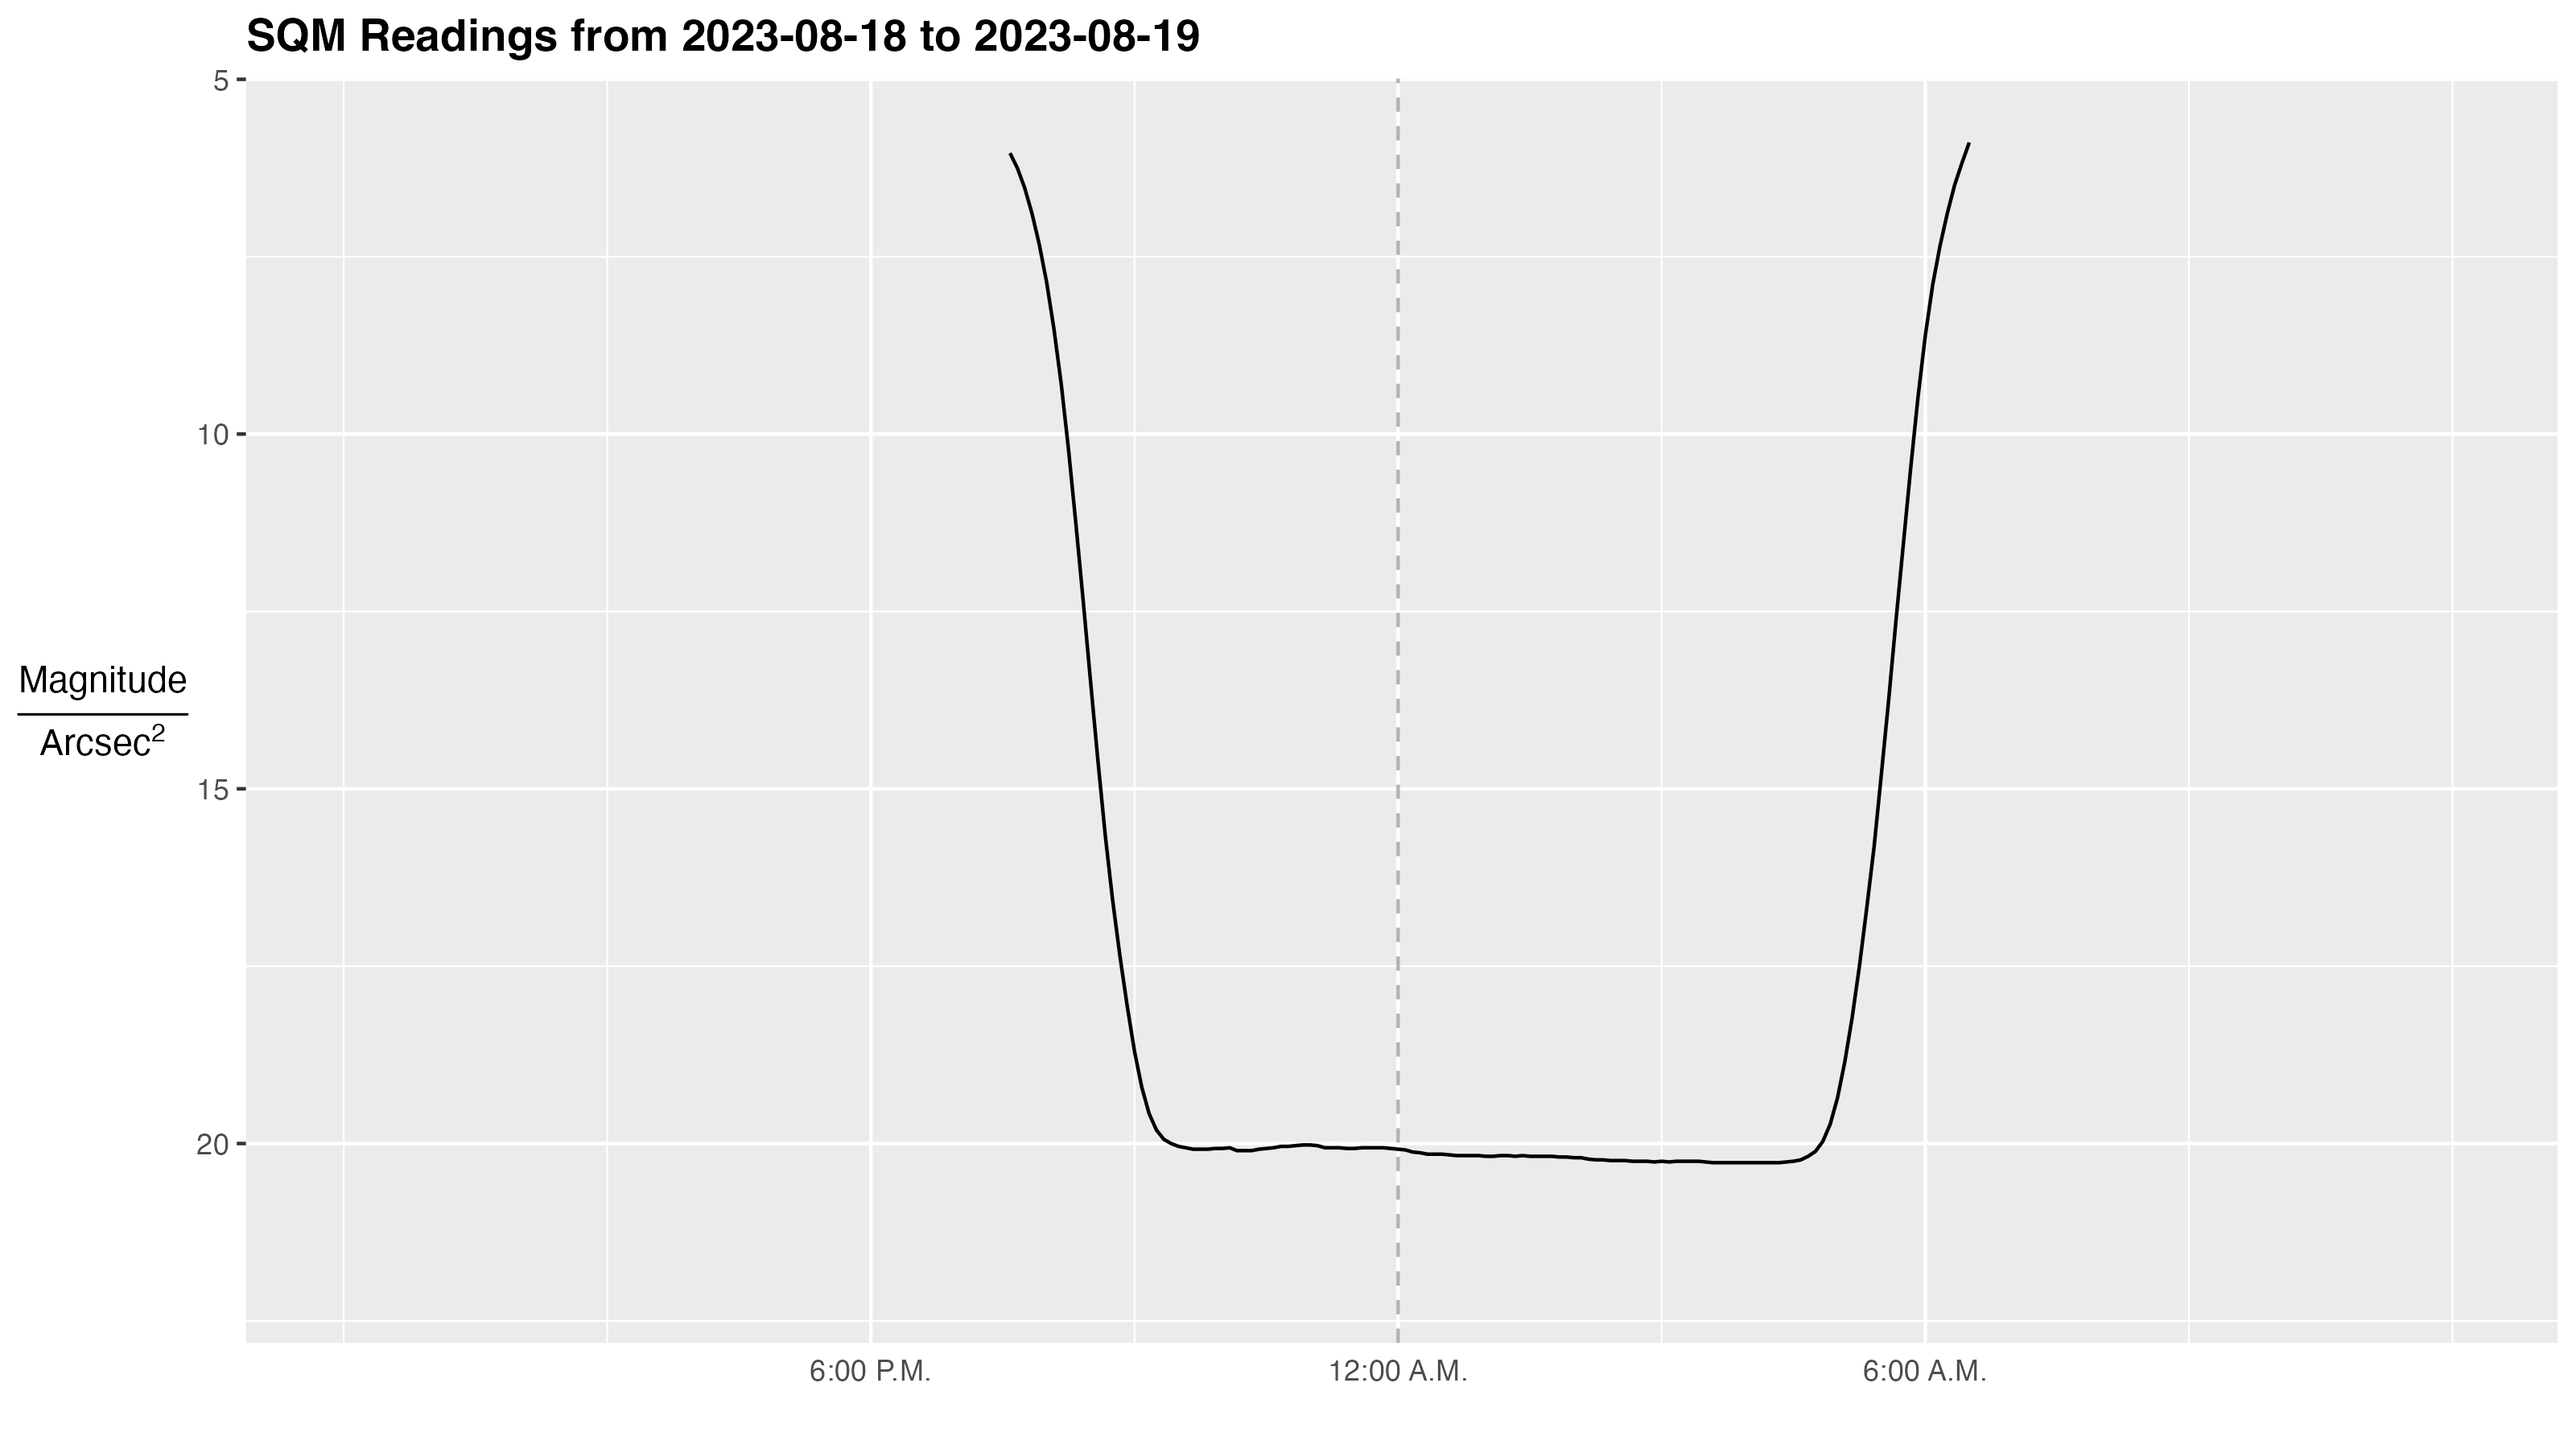 SQM Readings from 2023-08-18 to 2023-08-19
5
10
Magnitude
Arcsec²
15
20
6:00 P.M. 12:00 A.M. 6:00 A.M.